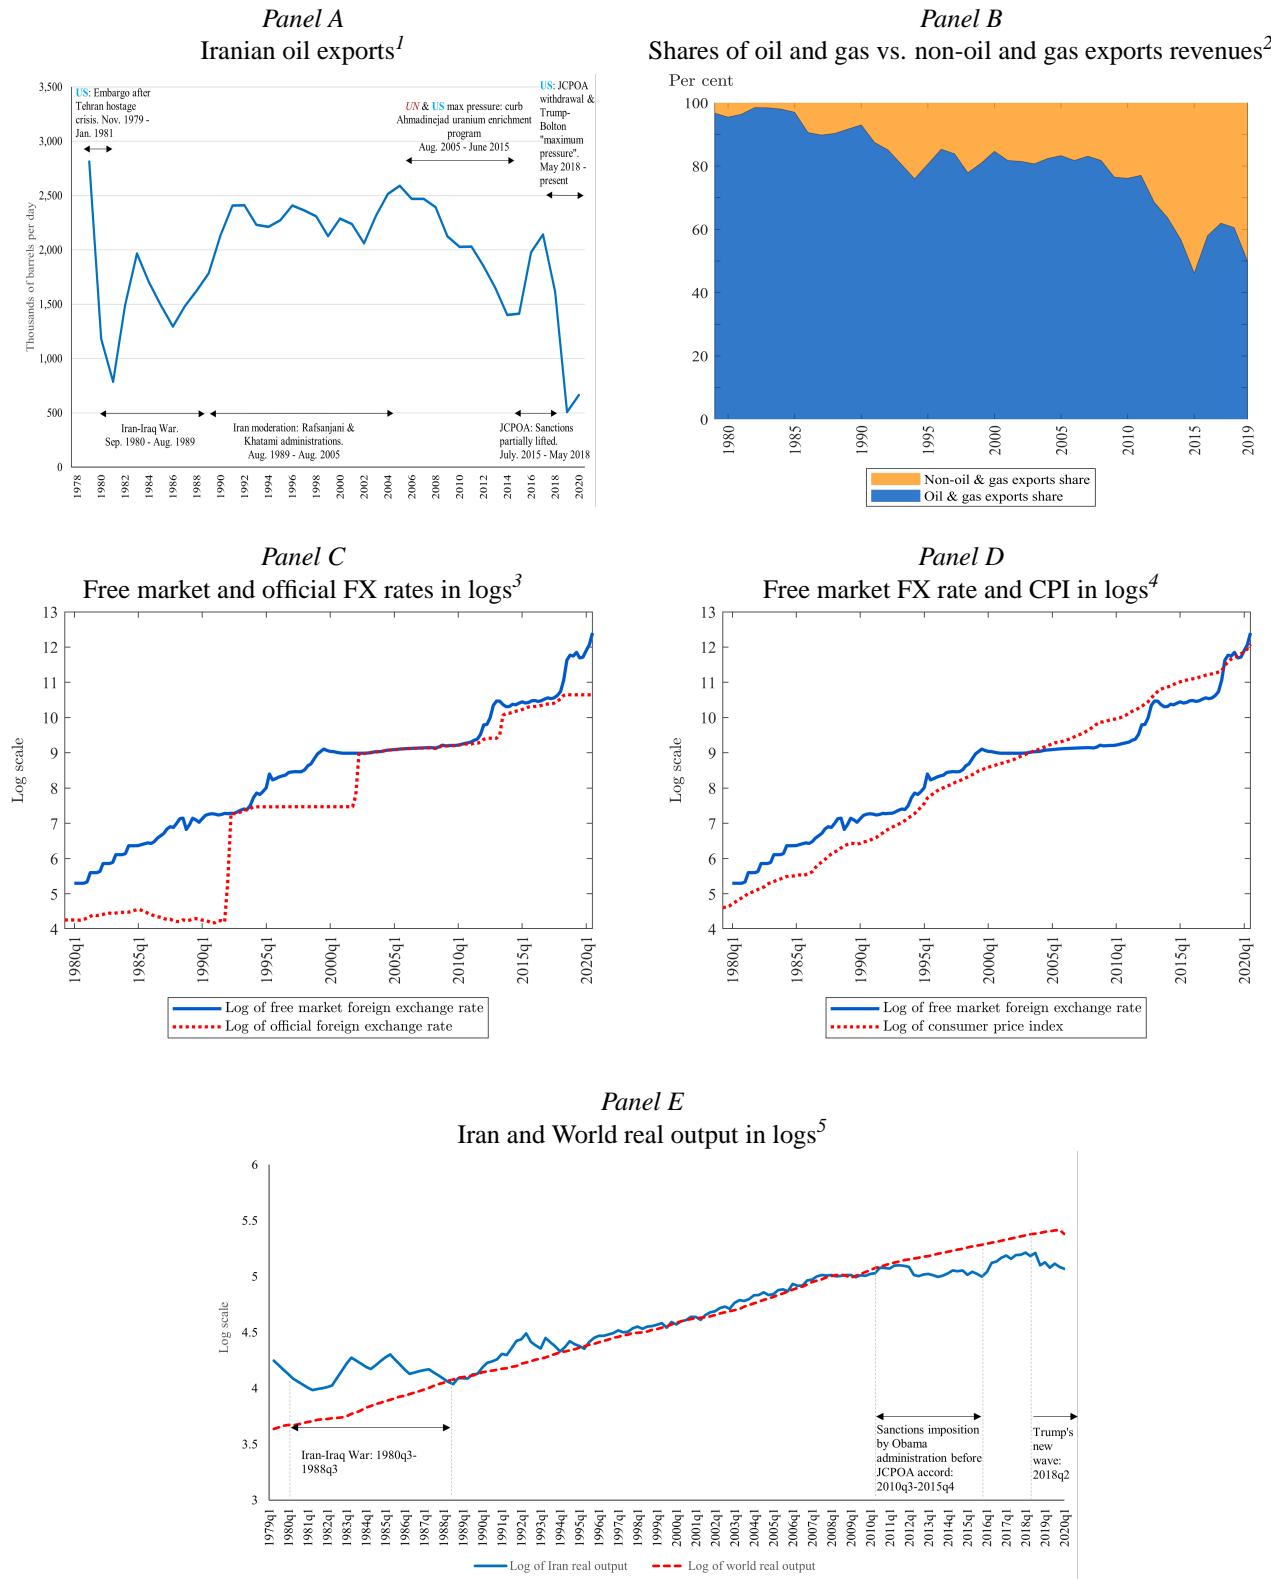 Panel A
Iranian oil exports1
3,500
3,000
2,500
2,000
1,500
1,000
500
0
Thousands of barrels per day
US: Embargo after
Tehran hostage
crisis. Nov. 1979 -
Jan. 1981
UN & US max pressure: curb
Ahmadinejad uranium enrichment
program
Aug. 2005 - June 2015
US: JCPOA
withdrawal &
Trump-
Bolton
"maximum
pressure".
May 2018 -
present
Iran-Iraq War.
Sep. 1980 - Aug. 1989
Iran moderation: Rafsanjani &
Khatami administrations.
Aug. 1989 - Aug. 2005
JCPOA: Sanctions
partially lifted.
July. 2015 - May 2018
1978 1980 1982 1984 1986 1988 1990 1992 1994 1996 1998 2000 2002 2004 2006 2008 2010 2012 2014 2016 2018 2020
Panel B
Shares of oil and gas vs. non-oil and gas exports revenues2
Per cent
100
80
60
40
20
0
1980 1985 1990 1995 2000 2005 2010 2015 2019
Non-oil & gas exports share
Oil & gas exports share
Panel C
Free market and official FX rates in logs3
13
12
11
10
9
8
7
6
5
4
Log scale
1980q1 1985q1 1990q1 1995q1 2000q1 2005q1 2010q1 2015q1 2020q1
Log of free market foreign exchange rate
Log of official foreign exchange rate
Panel D
Free market FX rate and CPI in logs4
13
12
11
10
9
8
7
6
5
4
Log scale
1980q1 1985q1 1990q1 1995q1 2000q1 2005q1 2010q1 2015q1 2020q1
Log of free market foreign exchange rate
Log of consumer price index
Panel E
Iran and World real output in logs5
6
5.5
5
4.5
4
3.5
3
Log scale
Iran-Iraq War: 1980q3-
1988q3
Sanctions imposition
by Obama
administration before
JCPOA accord:
2010q3-2015q4
Trump's
new
wave:
2018q2
1979q1 1980q1 1981q1 1982q1 1983q1 1984q1 1985q1 1986q1 1987q1 1988q1 1989q1 1990q1 1991q1 1992q1 1993q1 1994q1 1995q1 1996q1 1997q1 1998q1 1999q1 2000q1 2001q1 2002q1 2003q1 2004q1 2005q1 2006q1 2007q1 2008q1 2009q1 2010q1 2011q1 2012q1 2013q1 2014q1 2015q1 2016q1 2017q1 2018q1 2019q1 2020q1
Log of Iran real output
Log of world real output